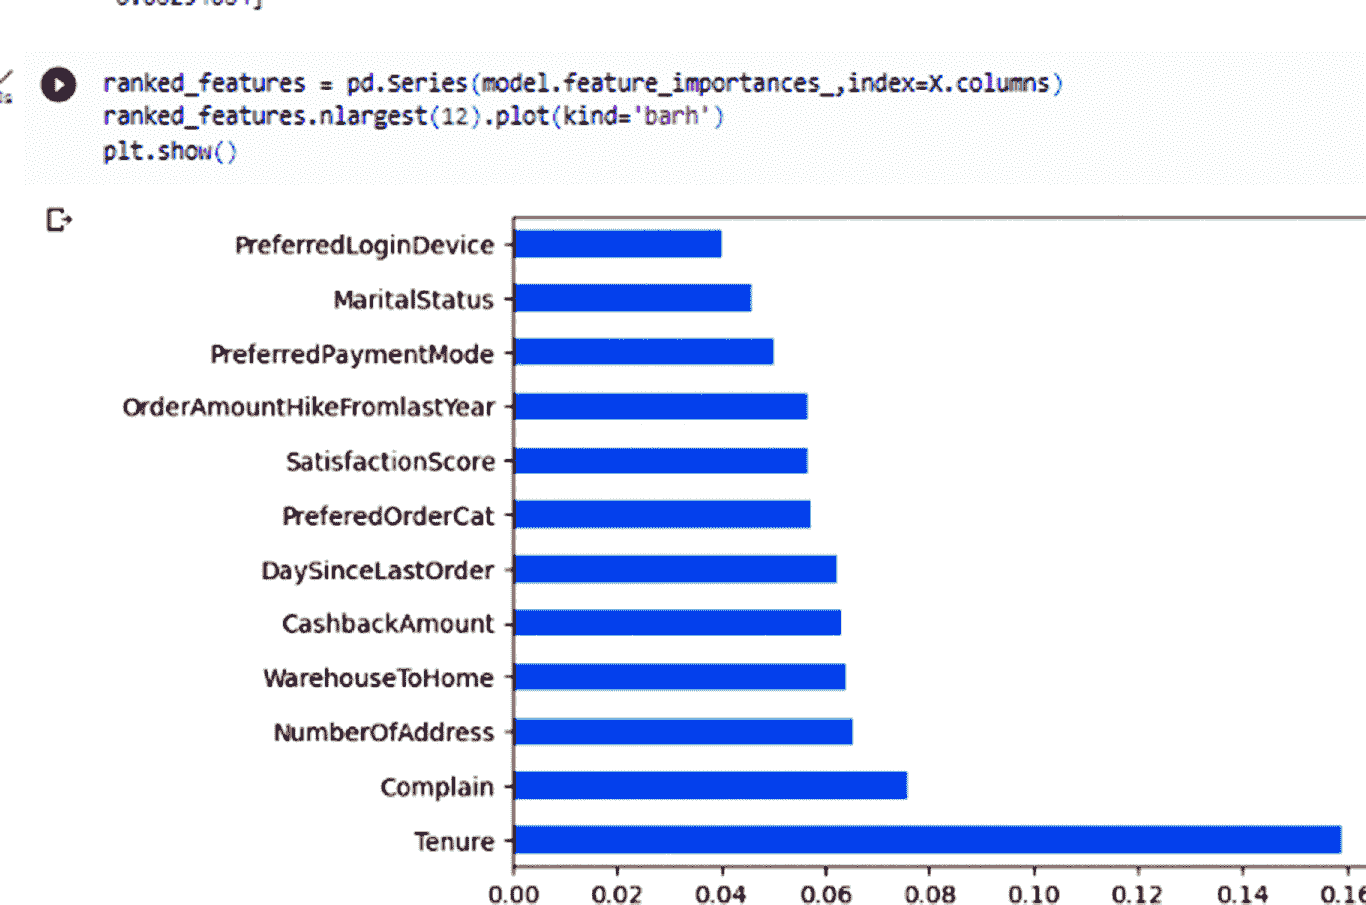 ranked_features = pd.Series(model.feature_importances_,index=X.columns)
ranked_features.nlargest(12).plot(kind='barh')
plt.show()
PreferredLoginDevice
MaritalStatus
PreferredPaymentMode
OrderAmountHikeFromlastYear
SatisfactionScore
PreferedOrderCat
DaySinceLastOrder
CashbackAmount
WarehouseToHome
NumberOfAddress
Complain
Tenure
0.00 0.02 0.04 0.06 0.08 0.10 0.12 0.14 0.16